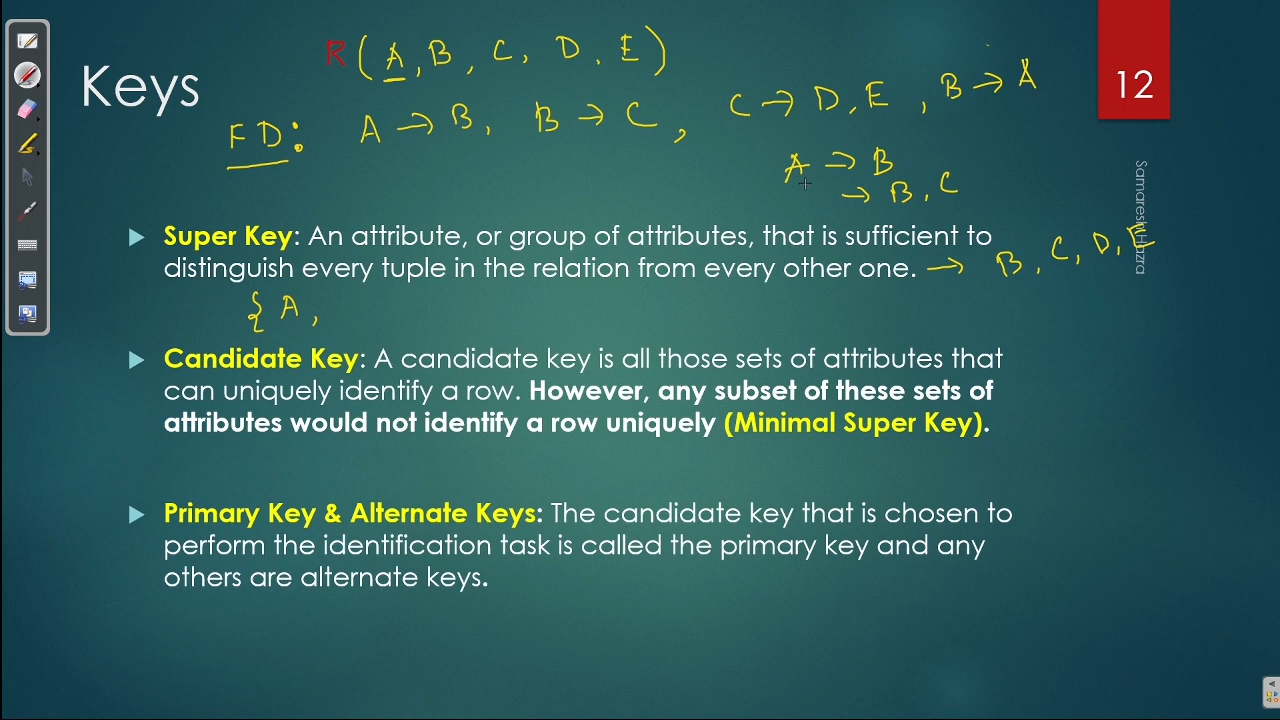 R (A, B, C, D, E)
Keys
12
FD: A → B, B → C, C → D, E, B → A
A → B
→ B, C
Super Key: An attribute, or group of attributes, that is sufficient to
distinguish every tuple in the relation from every other one. → B, C, D, E
{ A,
Candidate Key: A candidate key is all those sets of attributes that
can uniquely identify a row. However, any subset of these sets of
attributes would not identify a row uniquely (Minimal Super Key).
Primary Key & Alternate Keys: The candidate key that is chosen to
perform the identification task is called the primary key and any
others are alternate keys.
Samaresh Hazra